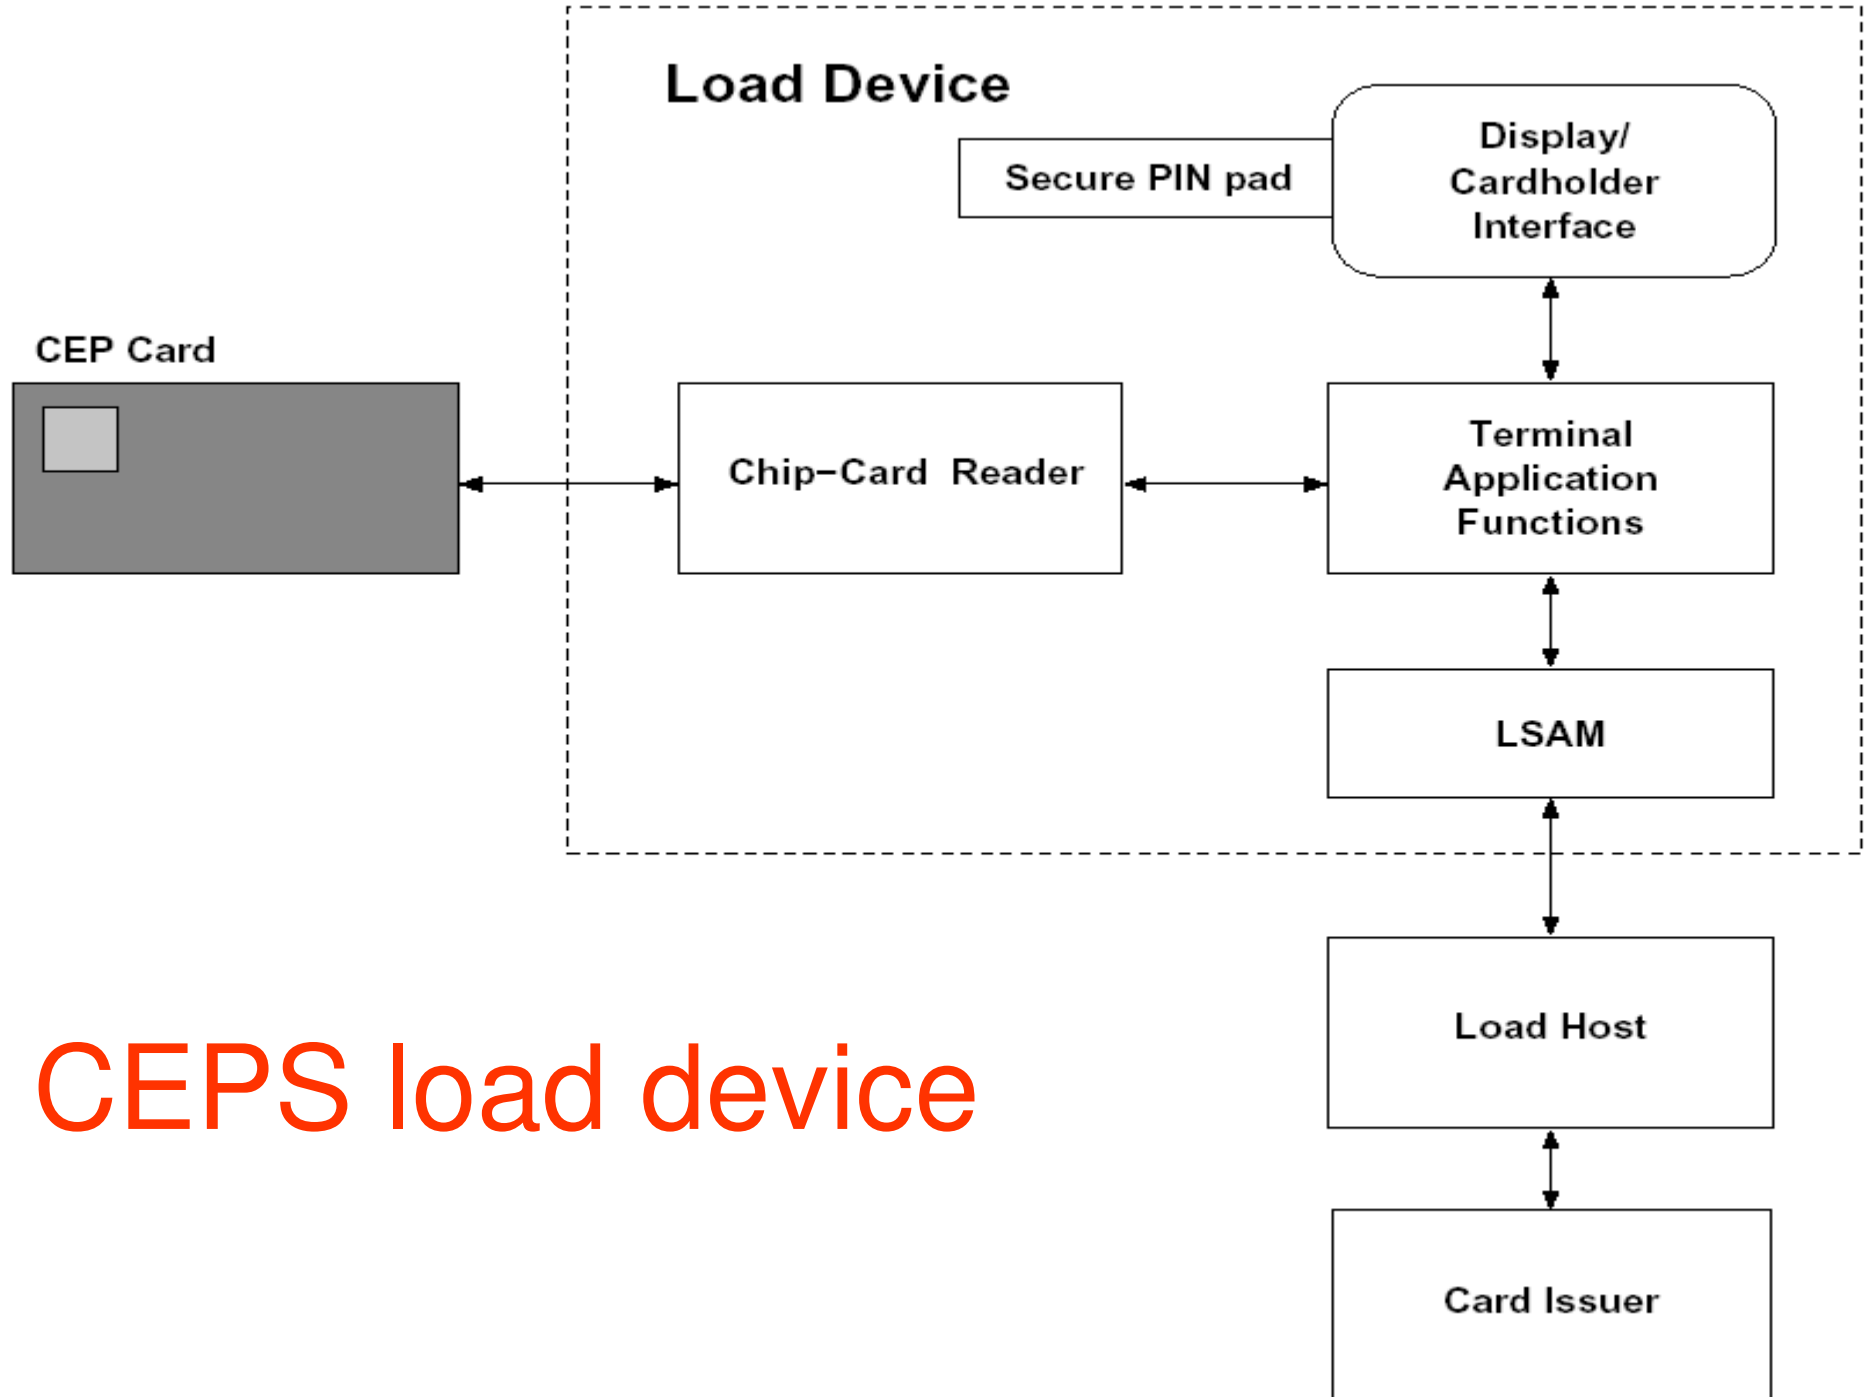 Load Device
Secure PIN pad
Display/
Cardholder
Interface
CEP Card
Chip-Card Reader
Terminal
Application
Functions
LSAM
Load Host
CEPS load device
Card Issuer